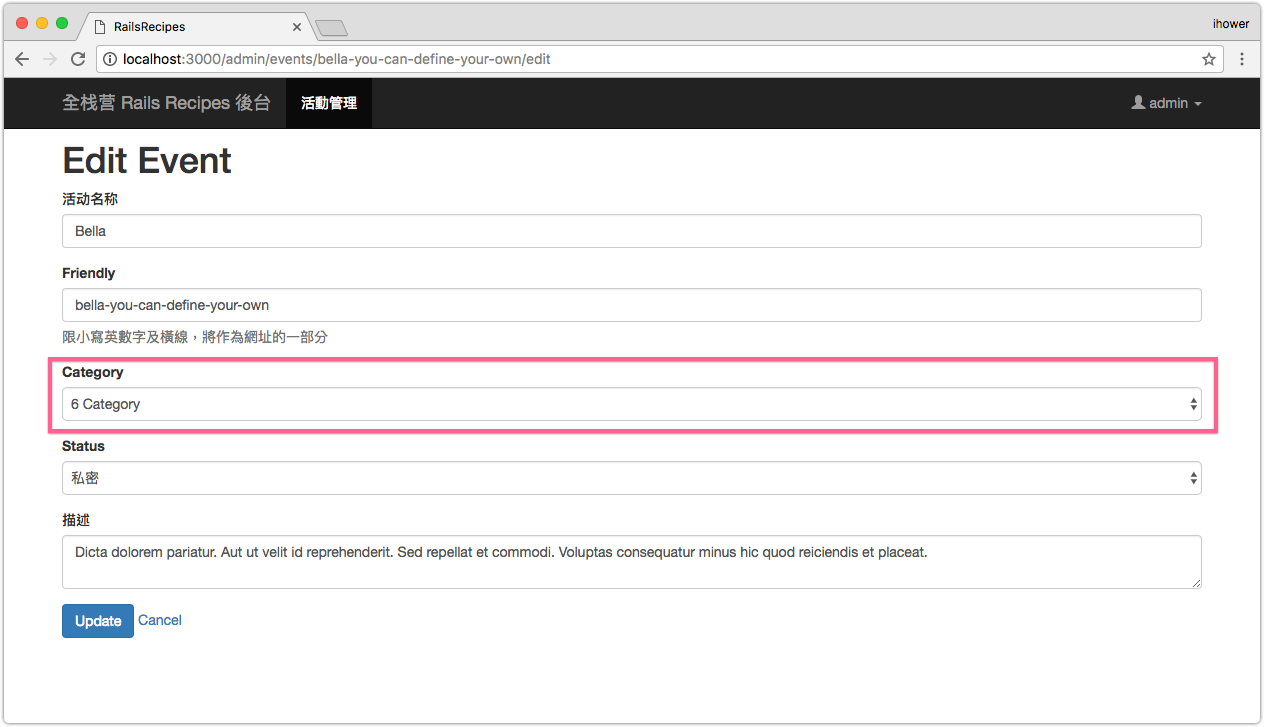 RailsRecipes
ihower
localhost:3000/admin/events/bella-you-can-define-your-own/edit
全栈营 Rails Recipes 後台 活動管理 admin
Edit Event
活动名称
Bella
Friendly
bella-you-can-define-your-own
限小寫英數字及橫線，將作為網址的一部分
Category
6 Category
Status
私密
描述
Dicta dolorem pariatur. Aut ut velit id reprehenderit. Sed repellat et commodi. Voluptas consequatur minus hic quod reiciendis et placeat.
Update Cancel